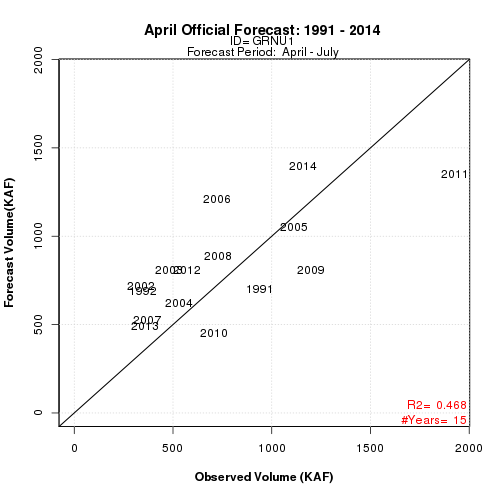 April Official Forecast: 1991 - 2014
ID= GRNU1
Forecast Period:  April - July
2000
1500
1000
500
0
Forecast Volume(KAF)
2014
2011
2006
2005
2008
2003 2012
2009
2002
1992
1991
2004
2007
2013
2010
R2= 0.468
#Years= 15
0 500 1000 1500 2000
Observed Volume (KAF)